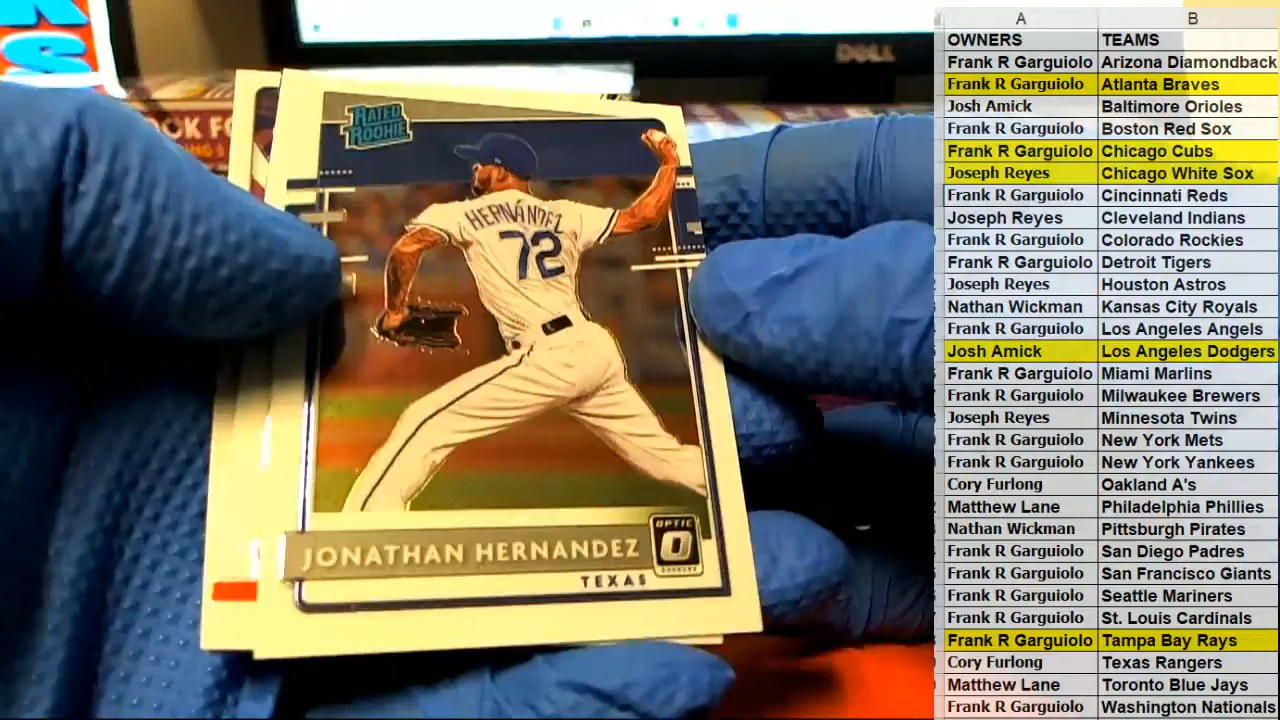 RATED
ROOKIE
HERNÁNDEZ
72
JONATHAN HERNANDEZ
TEXAS
OPTIC
DELL
A B
OWNERS TEAMS
Frank R Garguiolo Arizona Diamondback
Frank R Garguiolo Atlanta Braves
Josh Amick Baltimore Orioles
Frank R Garguiolo Boston Red Sox
Frank R Garguiolo Chicago Cubs
Joseph Reyes Chicago White Sox
Frank R Garguiolo Cincinnati Reds
Joseph Reyes Cleveland Indians
Frank R Garguiolo Colorado Rockies
Frank R Garguiolo Detroit Tigers
Joseph Reyes Houston Astros
Nathan Wickman Kansas City Royals
Frank R Garguiolo Los Angeles Angels
Josh Amick Los Angeles Dodgers
Frank R Garguiolo Miami Marlins
Frank R Garguiolo Milwaukee Brewers
Joseph Reyes Minnesota Twins
Frank R Garguiolo New York Mets
Frank R Garguiolo New York Yankees
Cory Furlong Oakland A's
Matthew Lane Philadelphia Phillies
Nathan Wickman Pittsburgh Pirates
Frank R Garguiolo San Diego Padres
Frank R Garguiolo San Francisco Giants
Frank R Garguiolo Seattle Mariners
Frank R Garguiolo St. Louis Cardinals
Frank R Garguiolo Tampa Bay Rays
Cory Furlong Texas Rangers
Matthew Lane Toronto Blue Jays
Frank R Garguiolo Washington Nationals